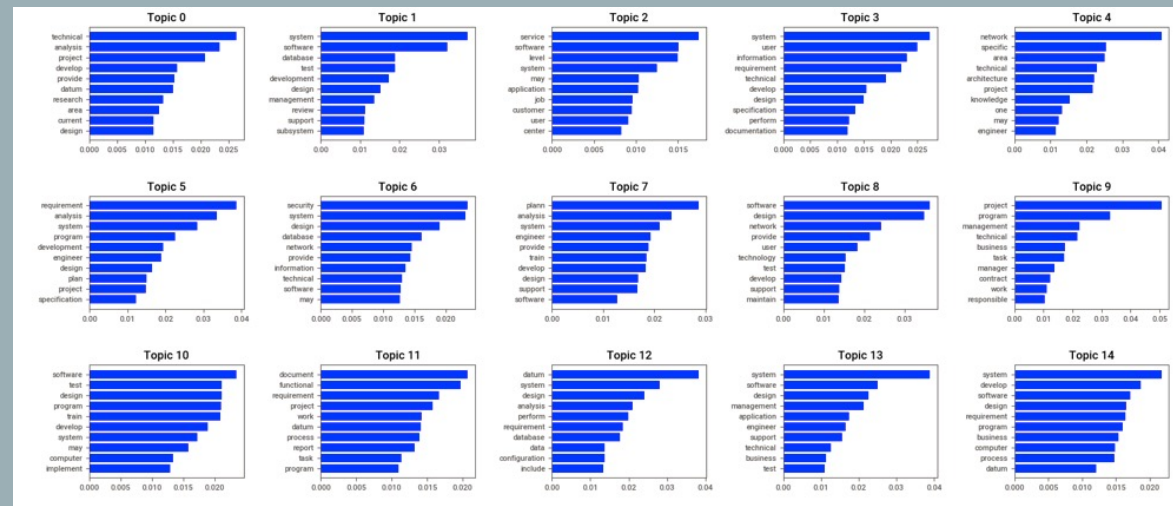 Topic 0
technical
analysis
project
develop
provide
datum
research
area
current
design
0.000 0.005 0.010 0.015 0.020 0.025
Topic 1
system
software
database
test
development
design
management
review
support
subsystem
0.00 0.01 0.02 0.03
Topic 2
service
software
level
system
may
application
job
customer
user
center
0.000 0.005 0.010 0.015
Topic 3
system
user
information
requirement
technical
develop
design
specification
perform
documentation
0.000 0.005 0.010 0.015 0.020 0.025
Topic 4
network
specific
area
technical
architecture
project
knowledge
one
may
engineer
0.00 0.01 0.02 0.03 0.04
Topic 5
requirement
analysis
system
program
development
engineer
design
plan
project
specification
0.00 0.01 0.02 0.03 0.04
Topic 6
security
system
design
database
network
provide
information
technical
software
may
0.000 0.005 0.010 0.015 0.020
Topic 7
plann
analysis
system
engineer
provide
train
develop
design
support
software
0.00 0.01 0.02 0.03
Topic 8
software
design
network
provide
user
technology
test
develop
support
maintain
0.00 0.01 0.02 0.03
Topic 9
project
program
management
technical
business
task
manager
contract
work
responsible
0.00 0.01 0.02 0.03 0.04 0.05
Topic 10
software
test
design
program
train
develop
system
may
computer
implement
0.000 0.005 0.010 0.015 0.020
Topic 11
document
functional
requirement
project
work
datum
process
report
task
program
0.000 0.005 0.010 0.015 0.020
Topic 12
datum
system
design
analysis
perform
requirement
database
data
configuration
include
0.00 0.01 0.02 0.03 0.04
Topic 13
system
software
design
management
application
engineer
support
technical
business
test
0.00 0.01 0.02 0.03 0.04
Topic 14
system
develop
software
design
requirement
program
business
computer
process
datum
0.000 0.005 0.010 0.015 0.020